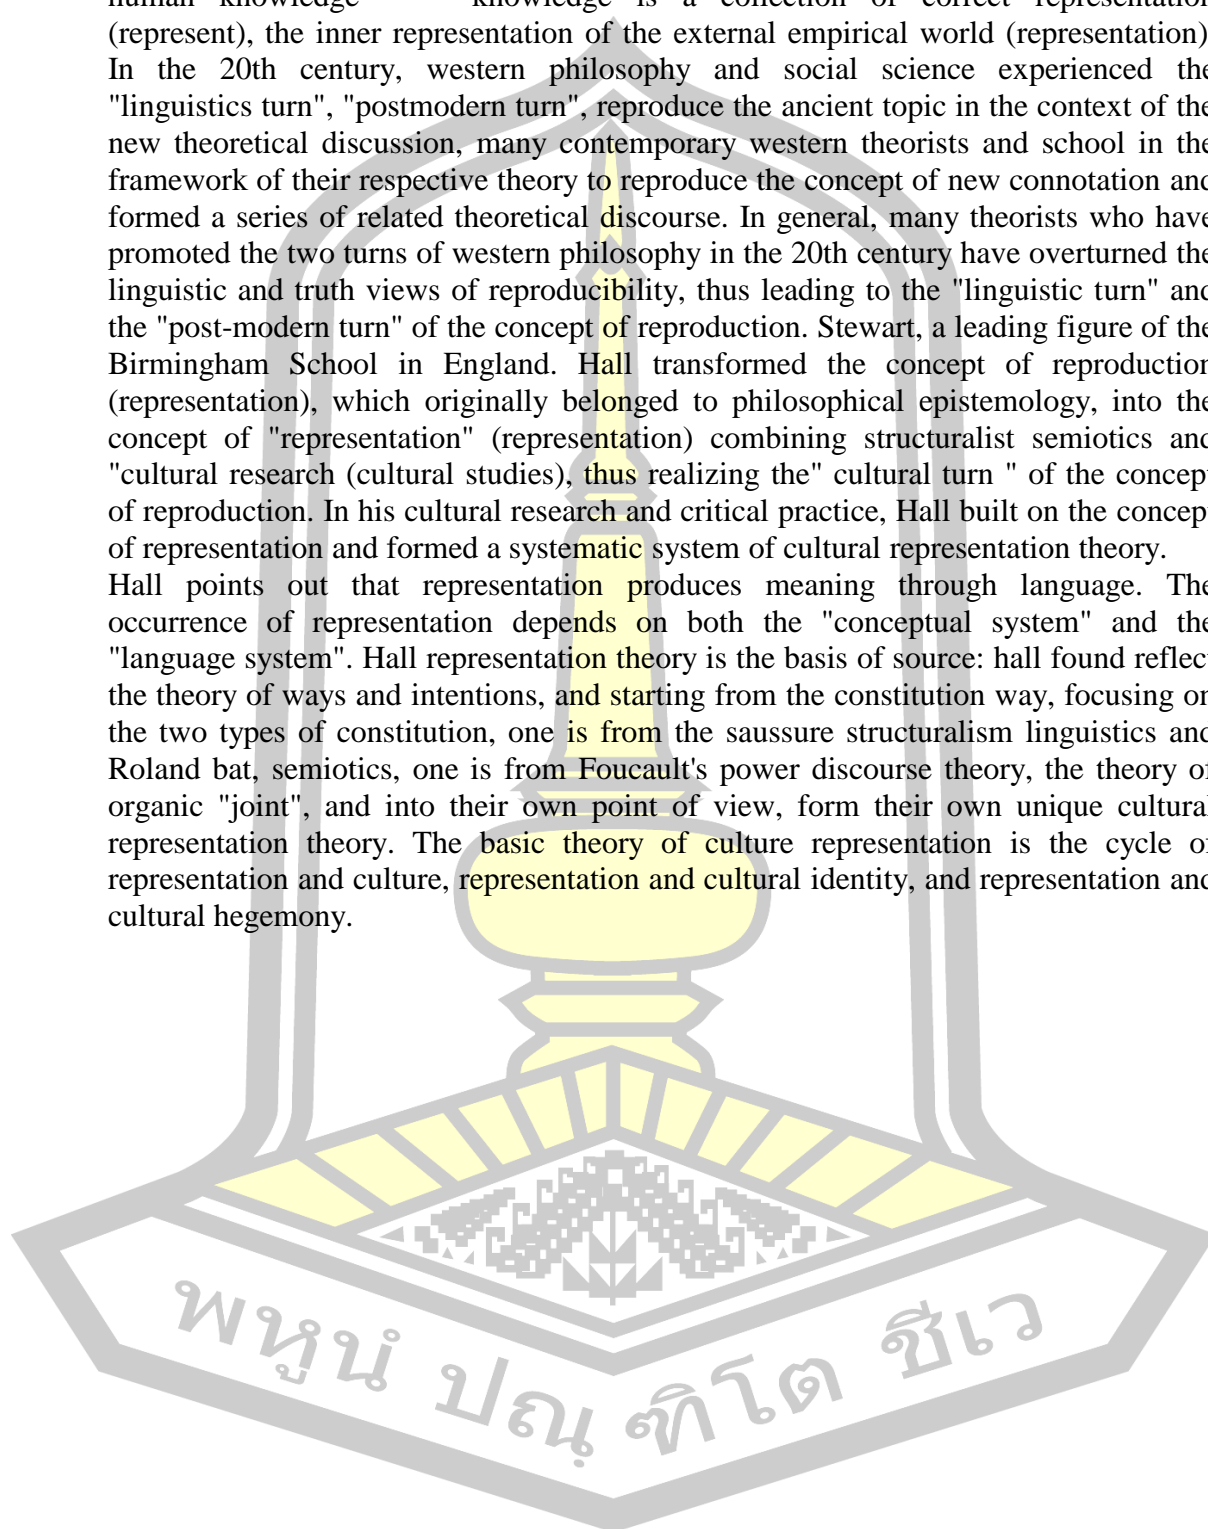 human knowledge knowledge is a collection of correct representation
(represent), the inner representation of the external empirical world (representation)
In the 20th century, western philosophy and social science experienced the
"linguistics turn", "postmodern turn", reproduce the ancient topic in the context of the
new theoretical discussion, many contemporary western theorists and school in the
framework of their respective theory to reproduce the concept of new connotation and
formed a series of related theoretical discourse. In general, many theorists who have
promoted the two turns of western philosophy in the 20th century have overturned the
linguistic and truth views of reproducibility, thus leading to the "linguistic turn" and
the "post-modern turn" of the concept of reproduction. Stewart, a leading figure of the
Birmingham School in England. Hall transformed the concept of reproduction
(representation), which originally belonged to philosophical epistemology, into the
concept of "representation" (representation) combining structuralist semiotics and
"cultural research (cultural studies), thus realizing the" cultural turn " of the concept
of reproduction. In his cultural research and critical practice, Hall built on the concept
of representation and formed a systematic system of cultural representation theory.
Hall points out that representation produces meaning through language. The
occurrence of representation depends on both the "conceptual system" and the
"language system". Hall representation theory is the basis of source: hall found reflect
the theory of ways and intentions, and starting from the constitution way, focusing on
the two types of constitution, one is from the saussure structuralism linguistics and
Roland bat, semiotics, one is from Foucault's power discourse theory, the theory of
organic "joint", and into their own point of view, form their own unique cultural
representation theory. The basic theory of culture representation is the cycle of
representation and culture, representation and cultural identity, and representation and
cultural hegemony.
พหูนํ ปณฺฑิโต ชีเว